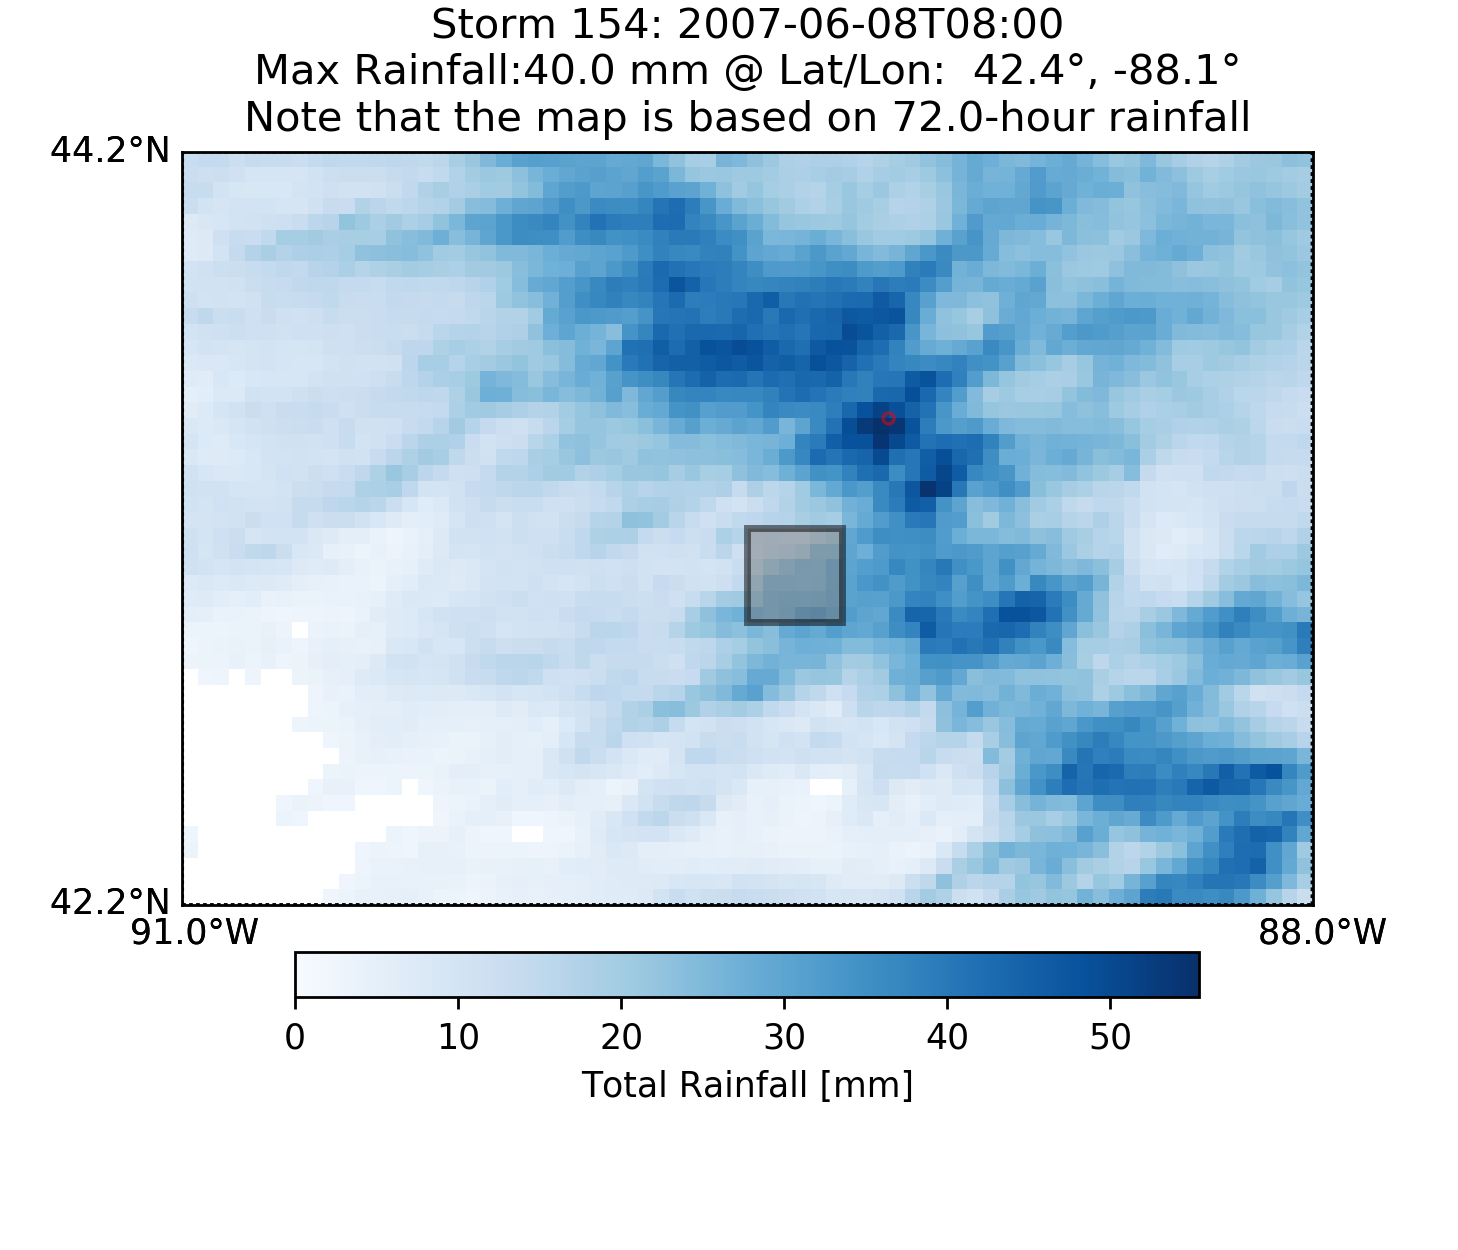 Storm 154: 2007-06-08T08:00
Max Rainfall:40.0 mm @ Lat/Lon:  42.4°, -88.1°
Note that the map is based on 72.0-hour rainfall
44.2°N
42.2°N
91.0°W 88.0°W
0 10 20 30 40 50
Total Rainfall [mm]